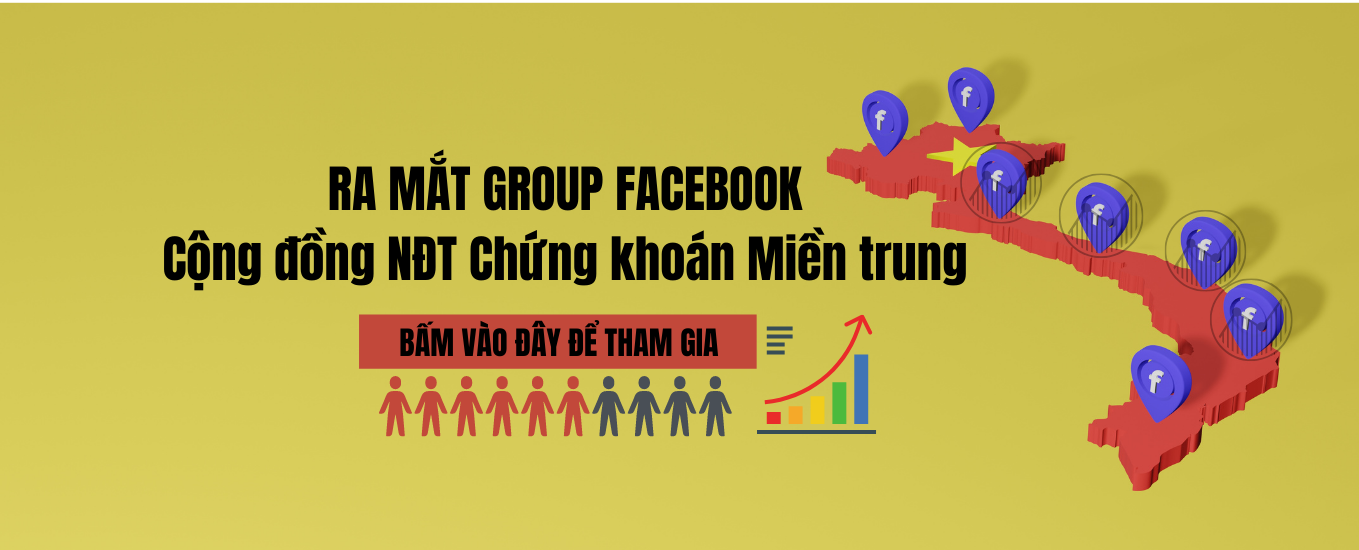 RA MẮT GROUP FACEBOOK
Cộng đồng NĐT Chứng khoán Miền trung
BẤM VÀO ĐÂY ĐỂ THAM GIA